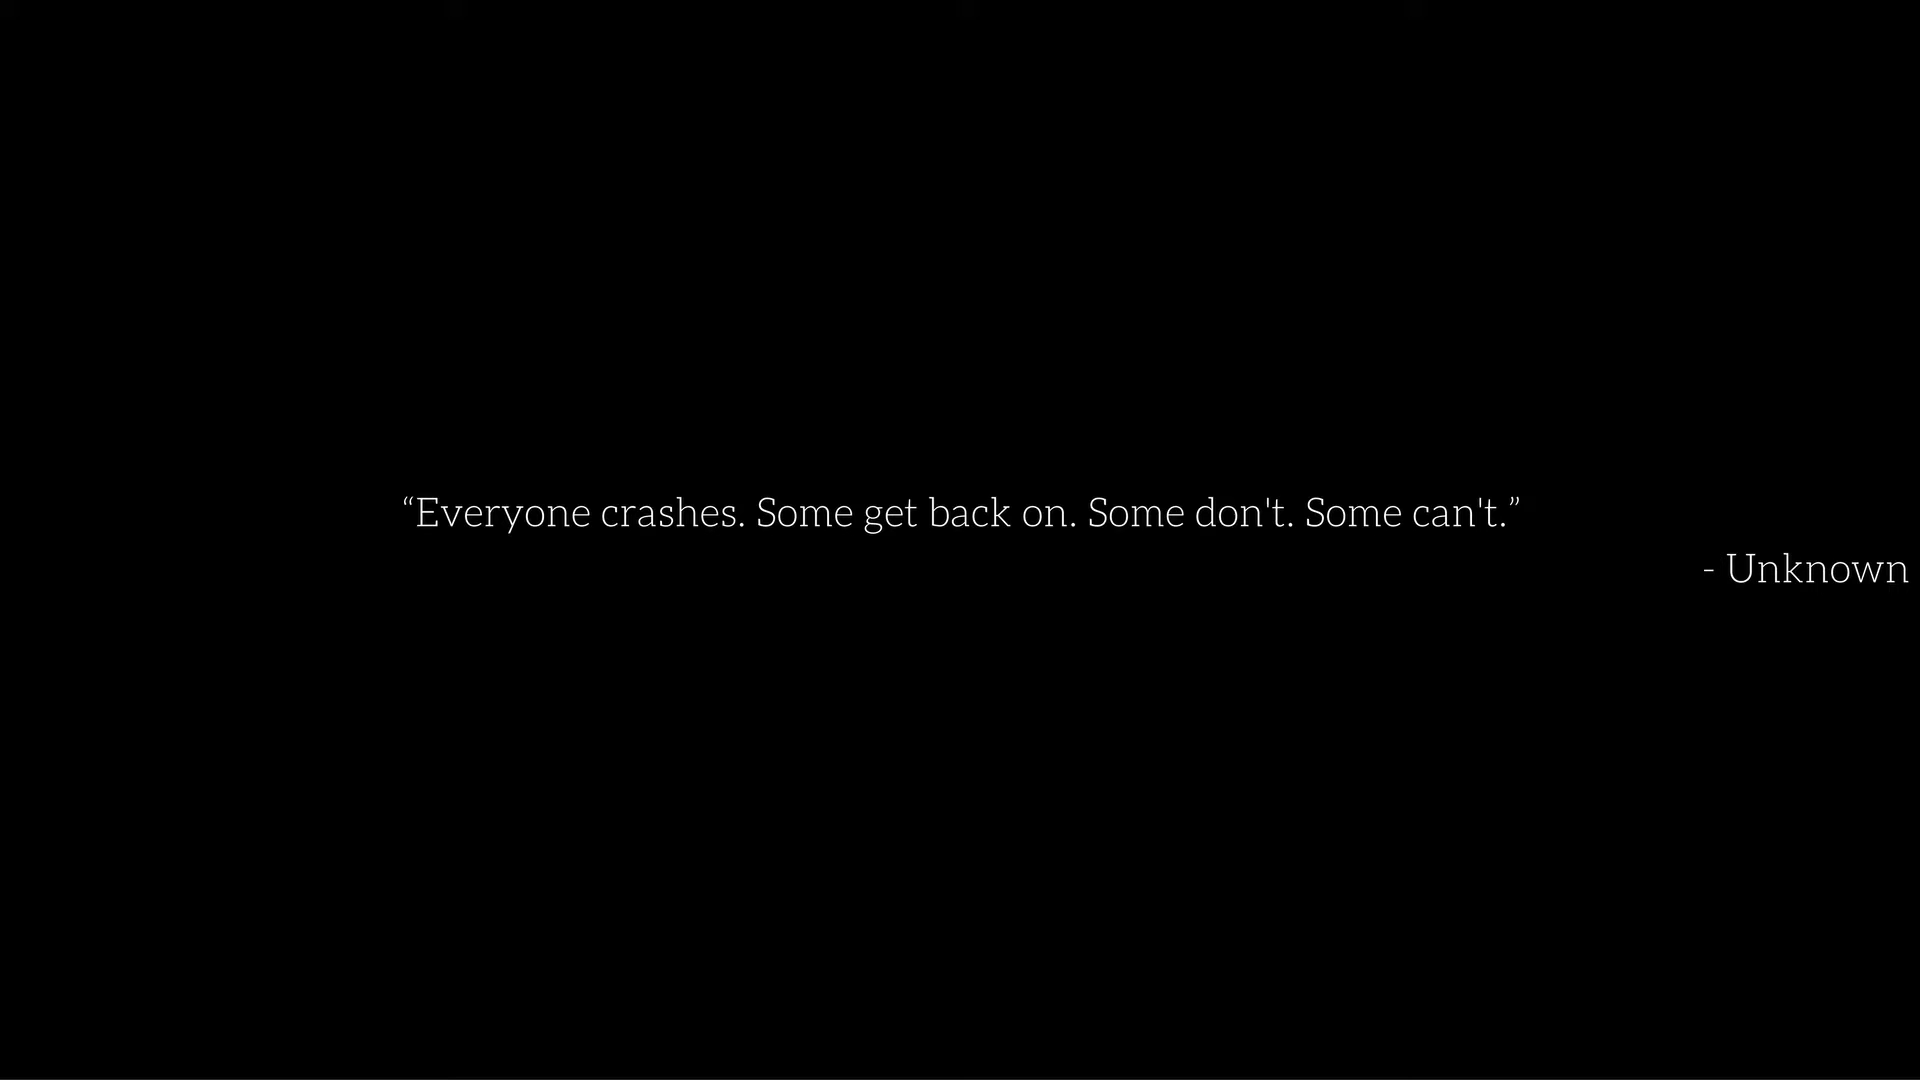 “Everyone crashes. Some get back on. Some don't. Some can't.”
- Unknown